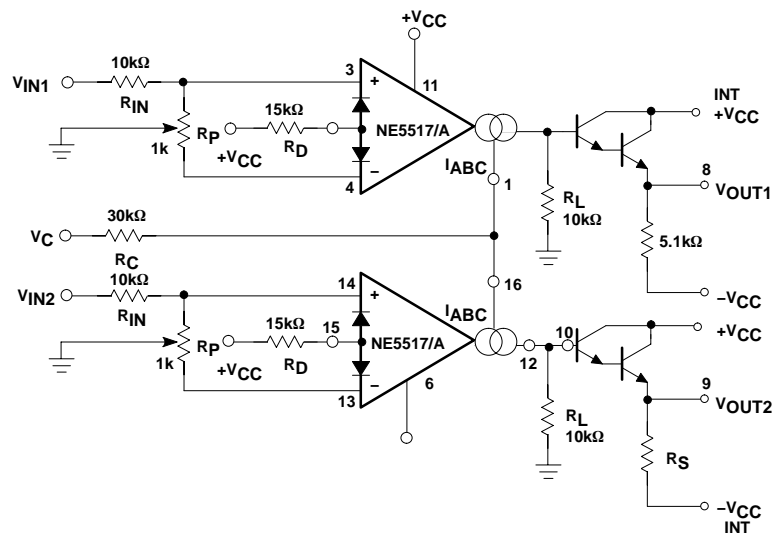 +VCC
10kΩ
VIN1
3
+
11
INT
+VCC
RIN
15kΩ
RP
+VCC
RD
NE5517/A
1k
8
VOUT1
–
4
IABC
1
RL
10kΩ
5.1kΩ
30kΩ
VC
RC
–VCC
10kΩ
VIN2
14
+
16
IABC
+VCC
RIN
15kΩ
15
RP
+VCC
RD
NE5517/A
10
12
1k
9
VOUT2
–
13
6
RL
10kΩ
RS
–VCC
INT